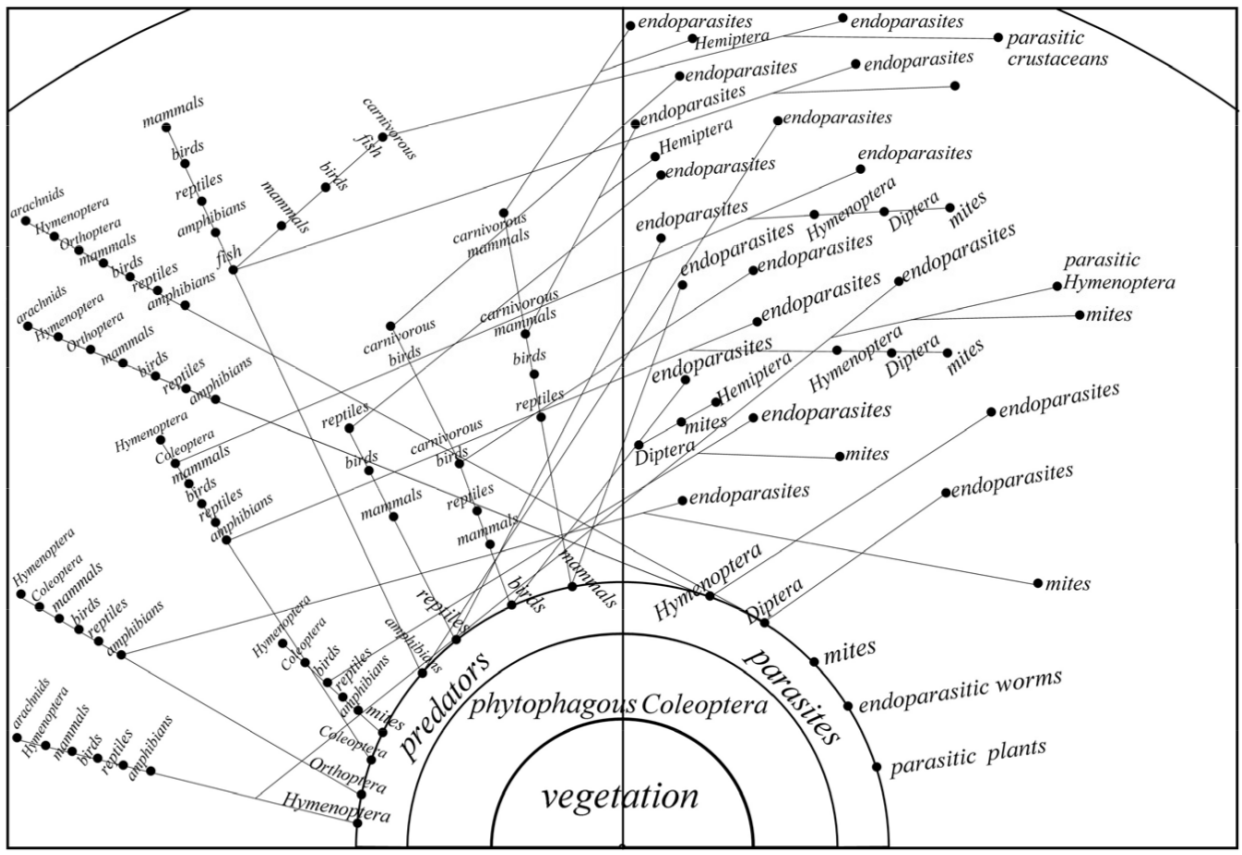 endoparasites
Hemiptera
endoparasites
parasitic
crustaceans
endoparasites
endoparasites
endoparasites
endoparasites
Hemiptera
endoparasites
endoparasites
endoparasites
Hymenoptera
Diptera
mites
endoparasites
endoparasites
endoparasites
endoparasites
endoparasites
parasitic
Hymenoptera
mites
Hymenoptera
Diptera
mites
endoparasites
Hemiptera
mites
Diptera
endoparasites
mites
endoparasites
endoparasites
endoparasites
mites
mammals
birds
reptiles
amphibians
fish
mammals
birds
carnivorous
fish
arachnids
Hymenoptera
Orthoptera
mammals
birds
reptiles
amphibians
arachnids
Hymenoptera
Orthoptera
mammals
birds
reptiles
amphibians
carnivorous
mammals
carnivorous
birds
carnivorous
mammals
birds
reptiles
reptiles
birds
mammals
carnivorous
birds
reptiles
mammals
Hymenoptera
Coleoptera
mammals
birds
reptiles
amphibians
Hymenoptera
Coleoptera
mammals
birds
reptiles
amphibians
Hymenoptera
Coleoptera
birds
reptiles
amphibians
arachnids
Hymenoptera
mammals
birds
reptiles
amphibians
Hymenoptera
Orthoptera
Coleoptera
mites
amphibians
reptiles
birds
mammals
Hymenoptera
Diptera
mites
endoparasitic worms
parasitic plants
predators
parasites
phytophagous Coleoptera
vegetation